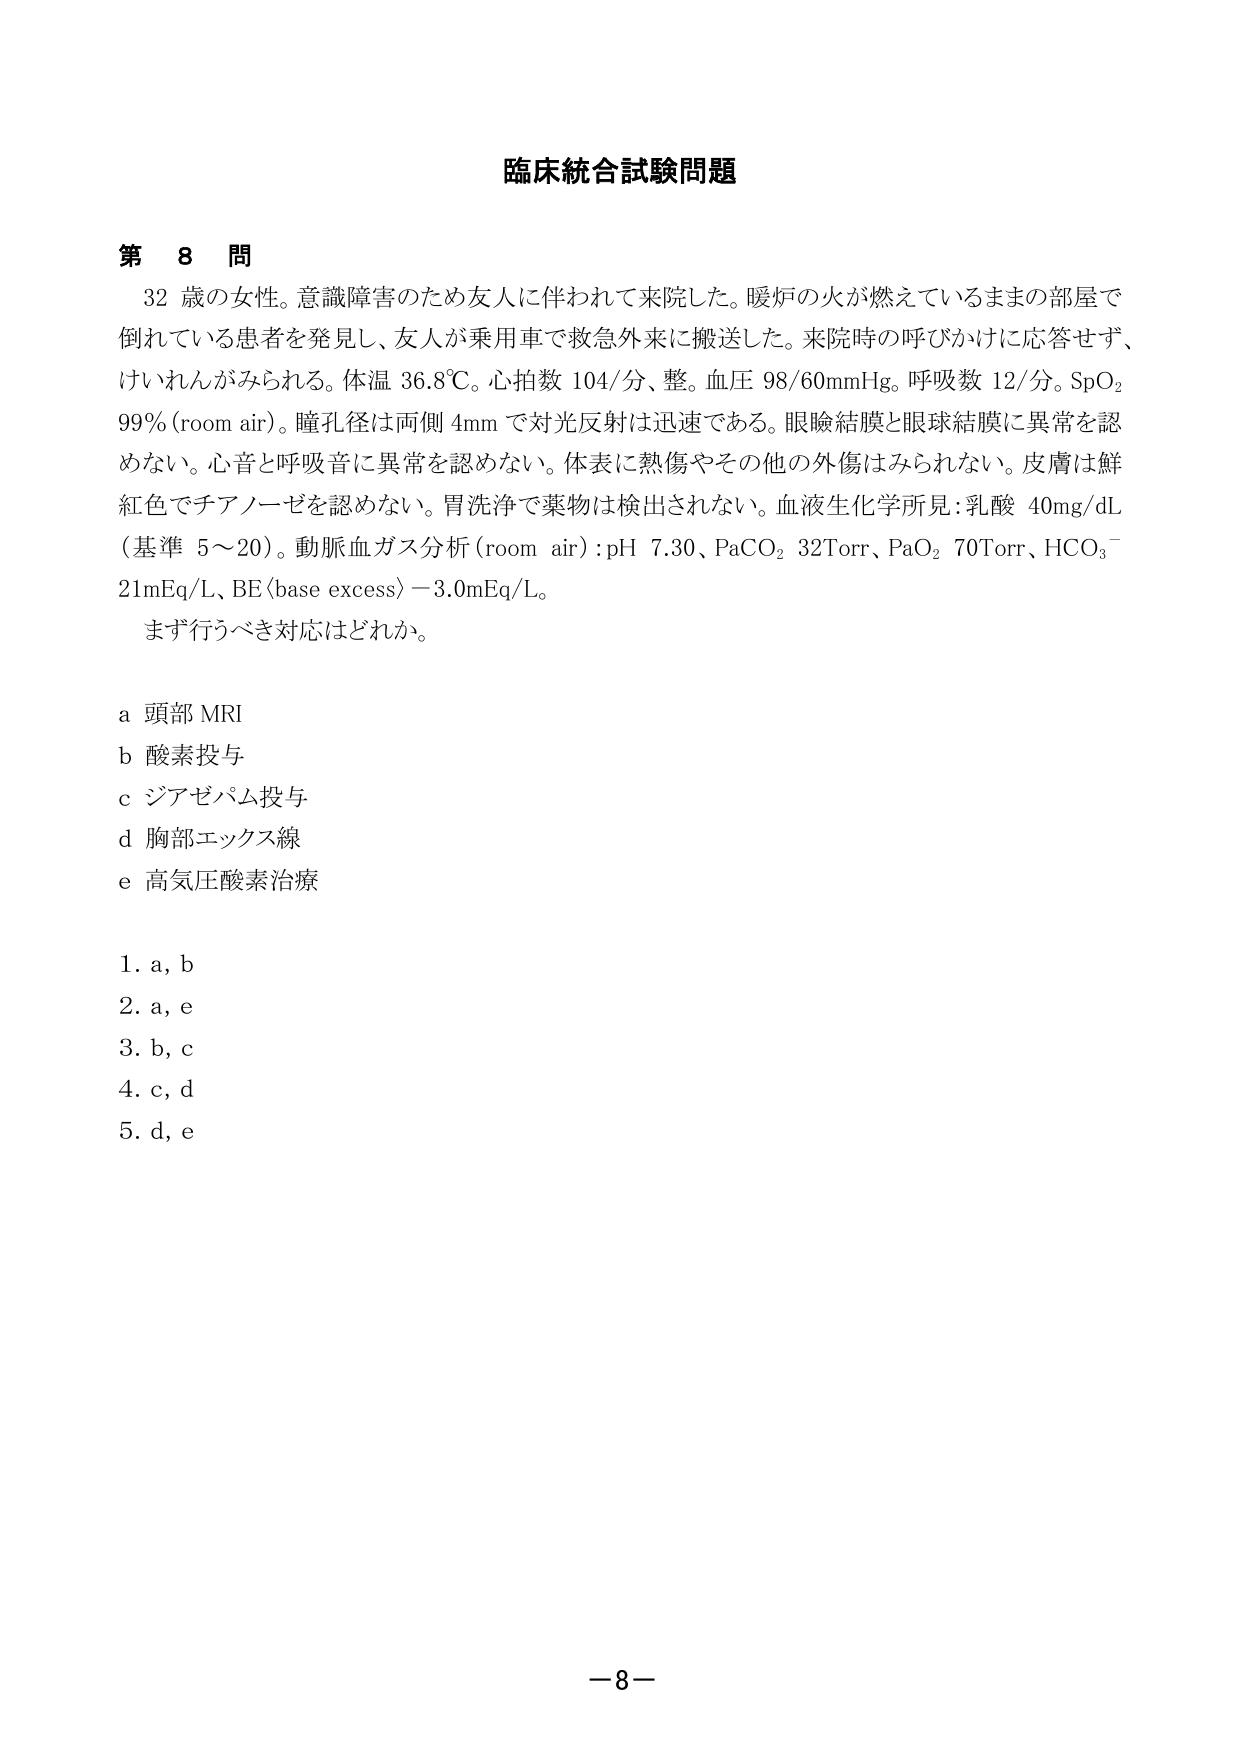 臨床統合試験問題
第 8 問
32 歳の女性。意識障害のため友人に伴われて来院した。暖炉の火が燃えているままの部屋で
倒れている患者を発見し、友人が乗用車で救急外来に搬送した。来院時の呼びかけに応答せず、
けいれんがみられる。体温 36.8℃。心拍数 104/分、整。血圧 98/60mmHg。呼吸数 12/分。SpO₂
99%(room air)。瞳孔径は両側 4mm で対光反射は迅速である。眼瞼結膜と眼球結膜に異常を認
めない。心音と呼吸音に異常を認めない。体表に熱傷やその他の外傷はみられない。皮膚は鮮
紅色でチアノーゼを認めない。胃洗浄で薬物は検出されない。血液生化学所見:乳酸 40mg/dL
(基準 5～20)。動脈血ガス分析(room air):pH 7.30、PaCO₂ 32Torr、PaO₂ 70Torr、HCO₃⁻
21mEq/L、BE〈base excess〉－3.0mEq/L。
まず行うべき対応はどれか。
a 頭部 MRI
b 酸素投与
c ジアゼパム投与
d 胸部エックス線
e 高気圧酸素治療
1. a, b
2. a, e
3. b, c
4. c, d
5. d, e
－8－